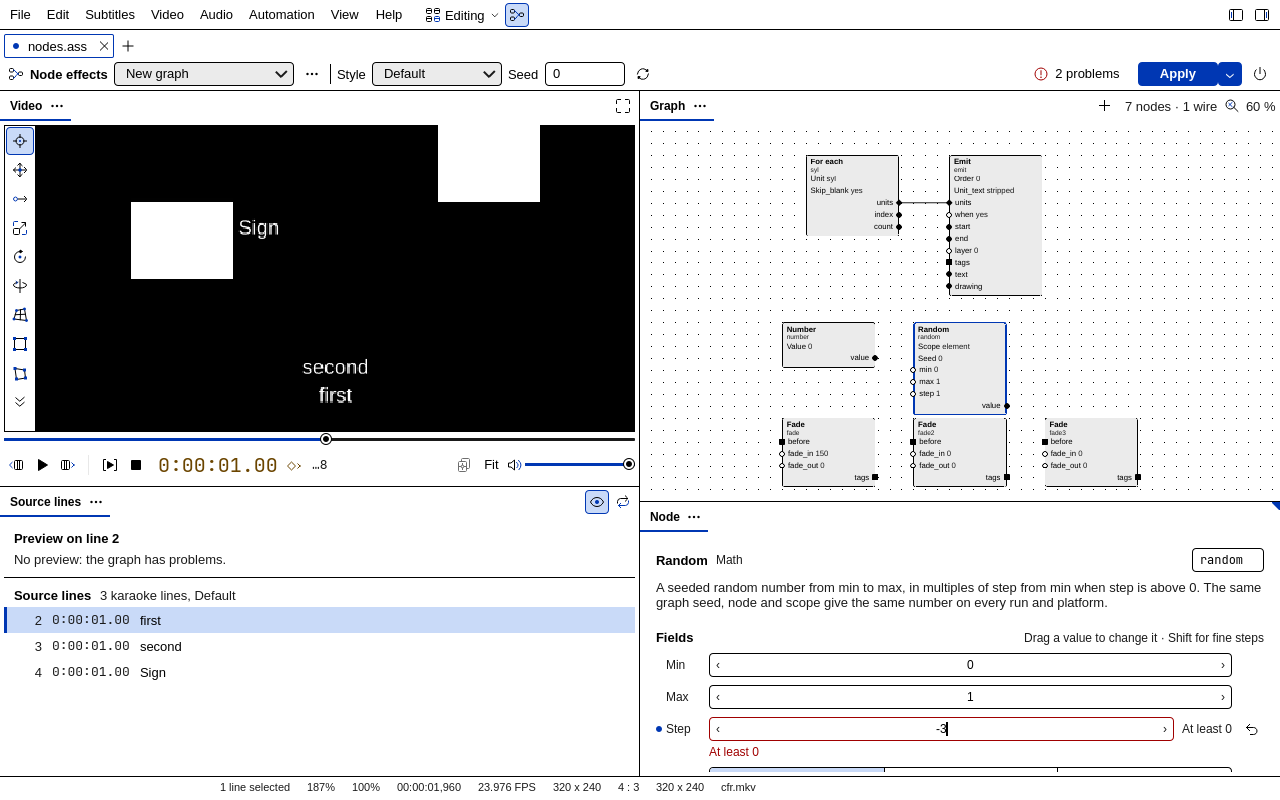 File Edit Subtitles Video Audio Automation View Help Editing
nodes.ass
Node effects New graph Style Default Seed 0 2 problems Apply
Video
Sign
second
first
0:00:01.00 …8 Fit
Source lines
Preview on line 2
No preview: the graph has problems.
Source lines 3 karaoke lines, Default
2 0:00:01.00 first
3 0:00:01.00 second
4 0:00:01.00 Sign
Graph 7 nodes · 1 wire 60 %
For each
syl
Unit syl
Skip_blank yes
units
index
count
Emit
emit
Order 0
Unit_text stripped
units
when yes
start
end
layer 0
tags
text
drawing
Number
number
Value 0
value
Random
random
Scope element
Seed 0
min 0
max 1
step 1
value
Fade
fade
before
fade_in 150
fade_out 0
tags
Fade
fade2
before
fade_in 0
fade_out 0
tags
Fade
fade3
before
fade_in 0
fade_out 0
tags
Node
Random Math random
A seeded random number from min to max, in multiples of step from min when step is above 0. The same
graph seed, node and scope give the same number on every run and platform.
Fields Drag a value to change it · Shift for fine steps
Min ‹ 0 ›
Max ‹ 1 ›
Step ‹ -3 › At least 0
At least 0
1 line selected 187% 100% 00:00:01,960 23.976 FPS 320 x 240 4 : 3 320 x 240 cfr.mkv